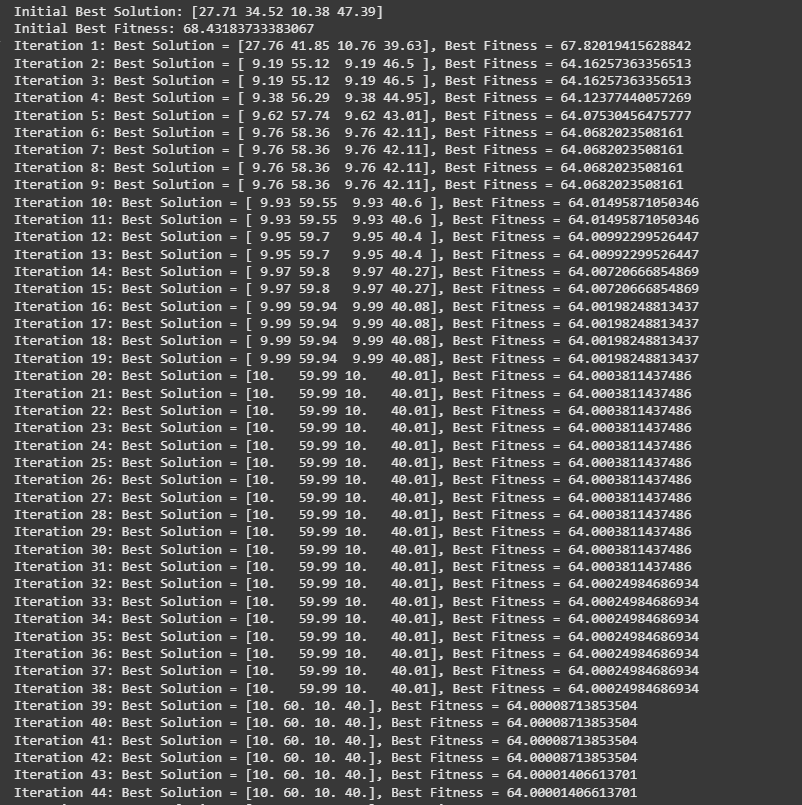 Initial Best Solution: [27.71 34.52 10.38 47.39]
Initial Best Fitness: 68.43183733383067
Iteration 1: Best Solution = [27.76 41.85 10.76 39.63], Best Fitness = 67.82019415628842
Iteration 2: Best Solution = [ 9.19 55.12  9.19 46.5 ], Best Fitness = 64.16257363356513
Iteration 3: Best Solution = [ 9.19 55.12  9.19 46.5 ], Best Fitness = 64.16257363356513
Iteration 4: Best Solution = [ 9.38 56.29  9.38 44.95], Best Fitness = 64.12377440057269
Iteration 5: Best Solution = [ 9.62 57.74  9.62 43.01], Best Fitness = 64.07530456475777
Iteration 6: Best Solution = [ 9.76 58.36  9.76 42.11], Best Fitness = 64.0682023508161
Iteration 7: Best Solution = [ 9.76 58.36  9.76 42.11], Best Fitness = 64.0682023508161
Iteration 8: Best Solution = [ 9.76 58.36  9.76 42.11], Best Fitness = 64.0682023508161
Iteration 9: Best Solution = [ 9.76 58.36  9.76 42.11], Best Fitness = 64.0682023508161
Iteration 10: Best Solution = [ 9.93 59.55  9.93 40.6 ], Best Fitness = 64.01495871050346
Iteration 11: Best Solution = [ 9.93 59.55  9.93 40.6 ], Best Fitness = 64.01495871050346
Iteration 12: Best Solution = [ 9.95 59.7   9.95 40.4 ], Best Fitness = 64.00992299526447
Iteration 13: Best Solution = [ 9.95 59.7   9.95 40.4 ], Best Fitness = 64.00992299526447
Iteration 14: Best Solution = [ 9.97 59.8   9.97 40.27], Best Fitness = 64.00720666854869
Iteration 15: Best Solution = [ 9.97 59.8   9.97 40.27], Best Fitness = 64.00720666854869
Iteration 16: Best Solution = [ 9.99 59.94  9.99 40.08], Best Fitness = 64.00198248813437
Iteration 17: Best Solution = [ 9.99 59.94  9.99 40.08], Best Fitness = 64.00198248813437
Iteration 18: Best Solution = [ 9.99 59.94  9.99 40.08], Best Fitness = 64.00198248813437
Iteration 19: Best Solution = [ 9.99 59.94  9.99 40.08], Best Fitness = 64.00198248813437
Iteration 20: Best Solution = [10.   59.99 10.   40.01], Best Fitness = 64.0003811437486
Iteration 21: Best Solution = [10.   59.99 10.   40.01], Best Fitness = 64.0003811437486
Iteration 22: Best Solution = [10.   59.99 10.   40.01], Best Fitness = 64.0003811437486
Iteration 23: Best Solution = [10.   59.99 10.   40.01], Best Fitness = 64.0003811437486
Iteration 24: Best Solution = [10.   59.99 10.   40.01], Best Fitness = 64.0003811437486
Iteration 25: Best Solution = [10.   59.99 10.   40.01], Best Fitness = 64.0003811437486
Iteration 26: Best Solution = [10.   59.99 10.   40.01], Best Fitness = 64.0003811437486
Iteration 27: Best Solution = [10.   59.99 10.   40.01], Best Fitness = 64.0003811437486
Iteration 28: Best Solution = [10.   59.99 10.   40.01], Best Fitness = 64.0003811437486
Iteration 29: Best Solution = [10.   59.99 10.   40.01], Best Fitness = 64.0003811437486
Iteration 30: Best Solution = [10.   59.99 10.   40.01], Best Fitness = 64.0003811437486
Iteration 31: Best Solution = [10.   59.99 10.   40.01], Best Fitness = 64.0003811437486
Iteration 32: Best Solution = [10.   59.99 10.   40.01], Best Fitness = 64.00024984686934
Iteration 33: Best Solution = [10.   59.99 10.   40.01], Best Fitness = 64.00024984686934
Iteration 34: Best Solution = [10.   59.99 10.   40.01], Best Fitness = 64.00024984686934
Iteration 35: Best Solution = [10.   59.99 10.   40.01], Best Fitness = 64.00024984686934
Iteration 36: Best Solution = [10.   59.99 10.   40.01], Best Fitness = 64.00024984686934
Iteration 37: Best Solution = [10.   59.99 10.   40.01], Best Fitness = 64.00024984686934
Iteration 38: Best Solution = [10.   59.99 10.   40.01], Best Fitness = 64.00024984686934
Iteration 39: Best Solution = [10. 60. 10. 40.], Best Fitness = 64.00008713853504
Iteration 40: Best Solution = [10. 60. 10. 40.], Best Fitness = 64.00008713853504
Iteration 41: Best Solution = [10. 60. 10. 40.], Best Fitness = 64.00008713853504
Iteration 42: Best Solution = [10. 60. 10. 40.], Best Fitness = 64.00008713853504
Iteration 43: Best Solution = [10. 60. 10. 40.], Best Fitness = 64.00001406613701
Iteration 44: Best Solution = [10. 60. 10. 40.], Best Fitness = 64.00001406613701